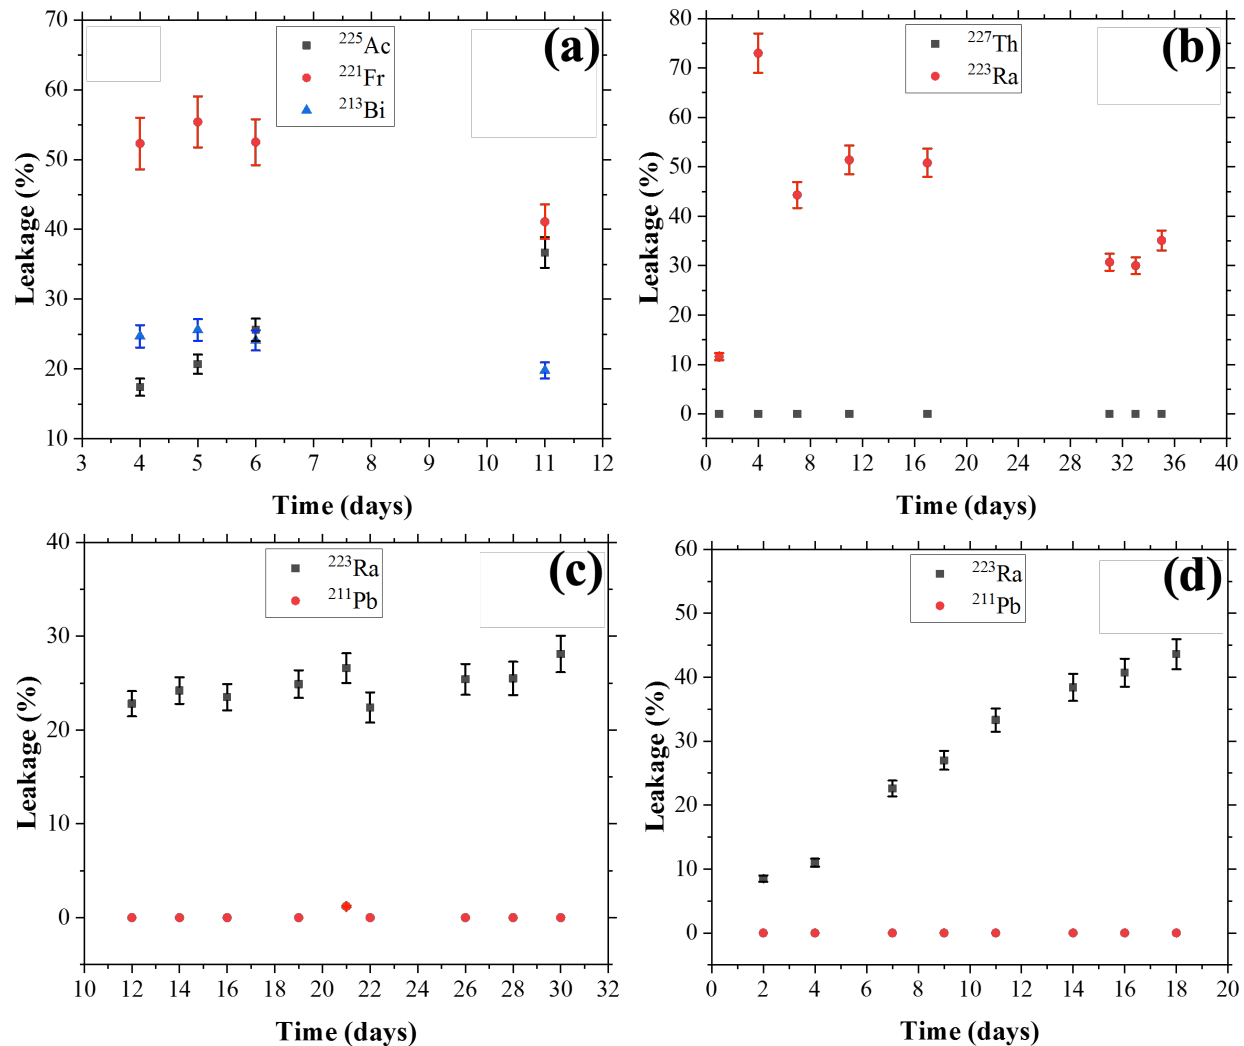 (a)
²²⁵Ac
²²¹Fr
²¹³Bi
70
60
50
40
30
20
10
Leakage (%)
3 4 5 6 7 8 9 10 11 12
Time (days)
(b)
²²⁷Th
²²³Ra
80
70
60
50
40
30
20
10
0
Leakage (%)
0 4 8 12 16 20 24 28 32 36 40
Time (days)
(c)
²²³Ra
²¹¹Pb
40
30
20
10
0
Leakage (%)
10 12 14 16 18 20 22 24 26 28 30 32
Time (days)
(d)
²²³Ra
²¹¹Pb
60
50
40
30
20
10
0
Leakage (%)
0 2 4 6 8 10 12 14 16 18 20
Time (days)